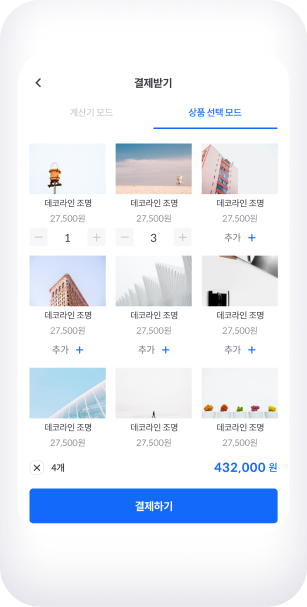 결제받기
계산기 모드 상품 선택 모드
데코라인 조명 데코라인 조명 데코라인 조명
27,500원 27,500원 27,500원
1 3 추가 +
데코라인 조명 데코라인 조명 데코라인 조명
27,500원 27,500원 27,500원
추가 + 추가 + 추가 +
데코라인 조명 데코라인 조명 데코라인 조명
27,500원 27,500원 27,500원
4개 432,000 원
결제하기